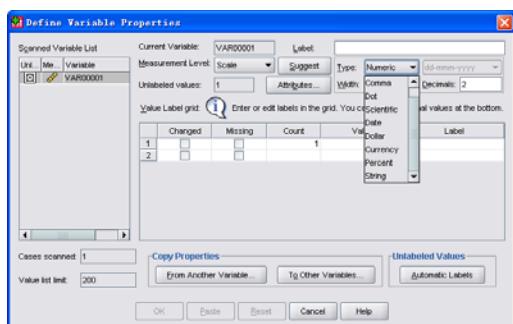 Define Variable Properties
Scanned Variable List
Unl... Me... Variable
VAR00001
Current Variable: VAR00001 Label:
Measurement Level: Scale Suggest Type: Numeric dd-mmm-yyyy
Unlabeled values: 1 Attributes... Width: Decimals: 2
Comma
Dot
Scientific
Date
Dollar
Currency
Percent
String
Value Label grid: Enter or edit labels in the grid. You c al values at the bottom.
Changed Missing Count Val Label
1 1
2
Cases scanned: 1
Value list limit: 200
Copy Properties
From Another Variable... To Other Variables...
Unlabeled Values
Automatic Labels
OK Paste Reset Cancel Help